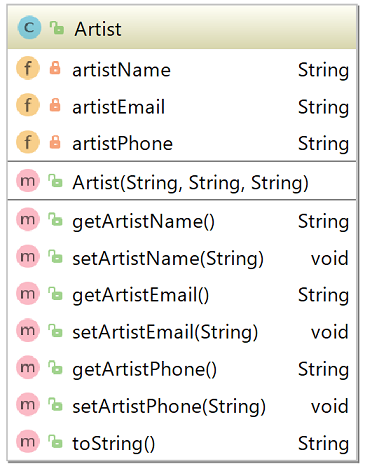 C Artist
f artistName String
f artistEmail String
f artistPhone String
m Artist(String, String, String)
m getArtistName() String
m setArtistName(String) void
m getArtistEmail() String
m setArtistEmail(String) void
m getArtistPhone() String
m setArtistPhone(String) void
m toString() String